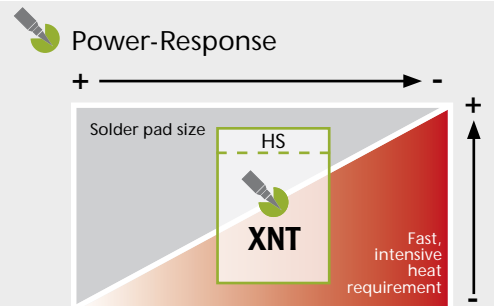 Power-Response
+ -
+
Solder pad size
HS
XNT
Fast,
intensive
heat
requirement
-